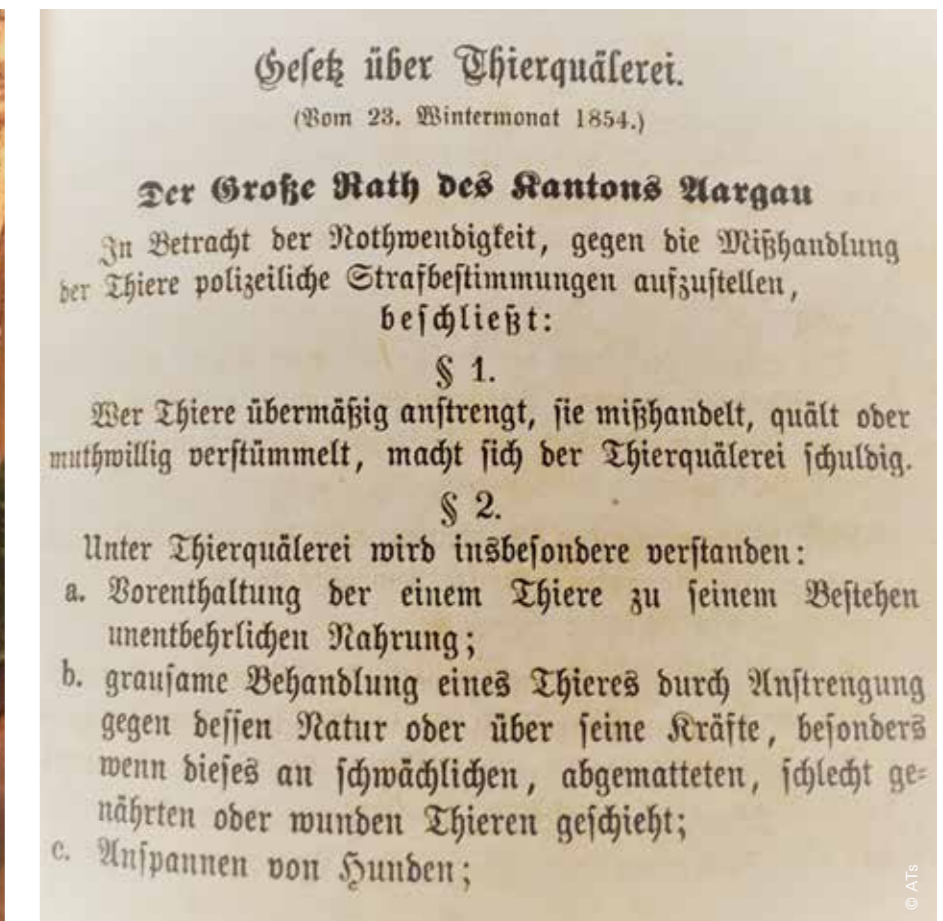 Gesetz über Thierquälerei.
(Vom 23. Wintermonat 1854.)
Der Große Rath des Kantons Aargau
In Betracht der Nothwendigkeit, gegen die Mißhandlung
der Thiere polizeiliche Strafbestimmungen aufzustellen,
beschließt:
§ 1.
Wer Thiere übermäßig anstrengt, sie mißhandelt, quält oder
muthwillig verstümmelt, macht sich der Thierquälerei schuldig.
§ 2.
Unter Thierquälerei wird insbesondere verstanden:
a. Vorenthaltung der einem Thiere zu seinem Bestehen
unentbehrlichen Nahrung;
b. grausame Behandlung eines Thieres durch Anstrengung
gegen dessen Natur oder über seine Kräfte, besonders
wenn dieses an schwächlichen, abgematteten, schlecht ge-
nährten oder wunden Thieren geschieht;
c. Anspannen von Hunden;
© ATs